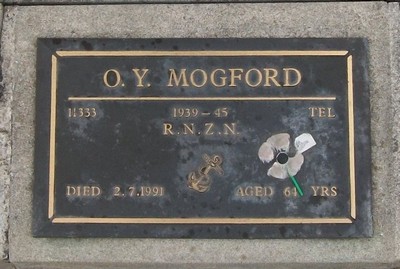 O. Y. MOGFORD
11333 1939 - 45 TEL
R.N.Z.N.
DIED 2.7.1991 AGED 64 YRS